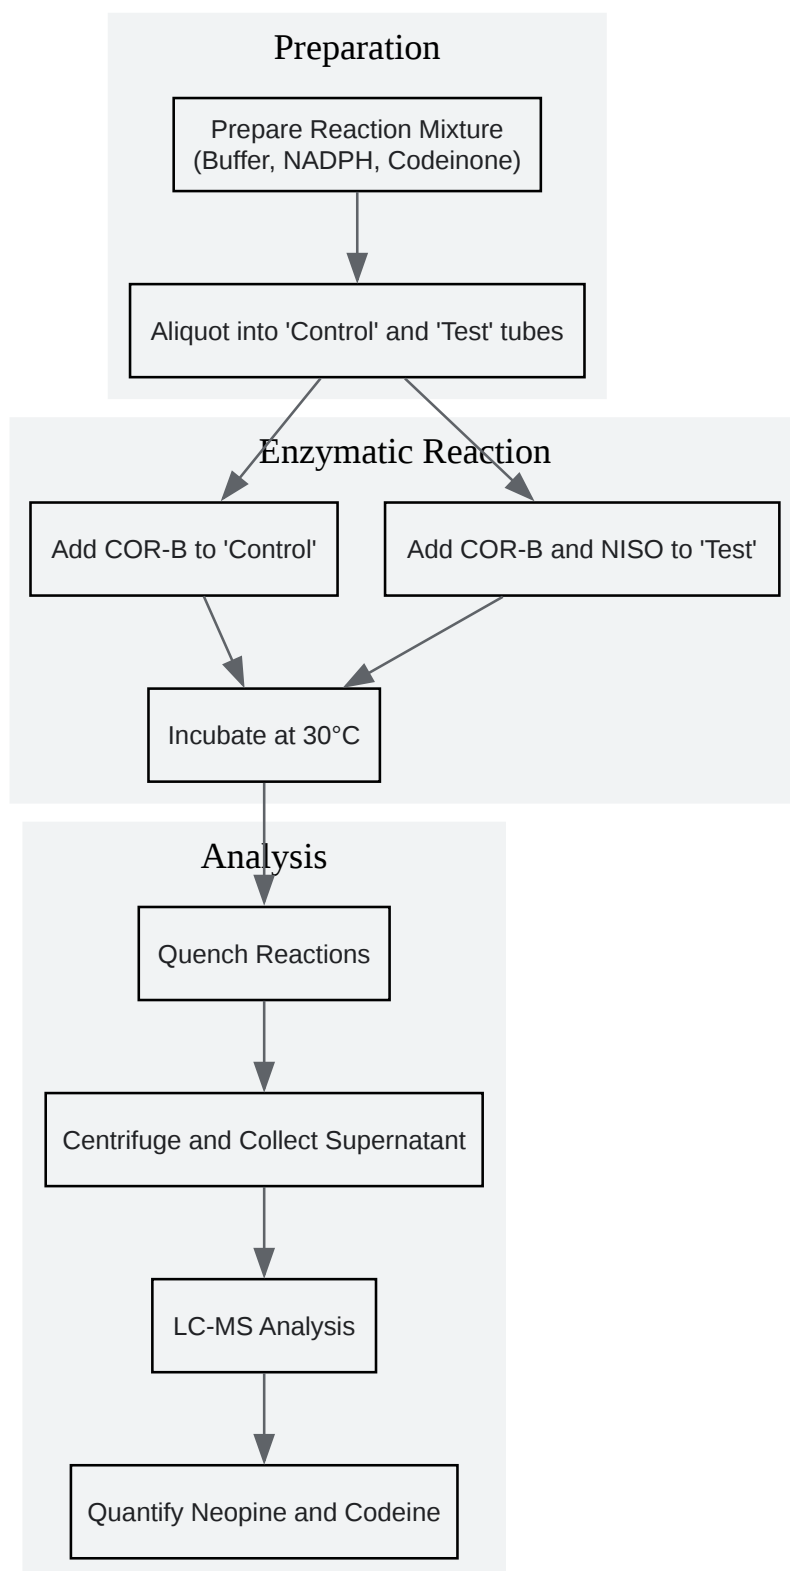 Preparation
Prepare Reaction Mixture
(Buffer, NADPH, Codeinone)
Aliquot into 'Control' and 'Test' tubes
Enzymatic Reaction
Add COR-B to 'Control'
Add COR-B and NISO to 'Test'
Incubate at 30°C
Analysis
Quench Reactions
Centrifuge and Collect Supernatant
LC-MS Analysis
Quantify Neopine and Codeine